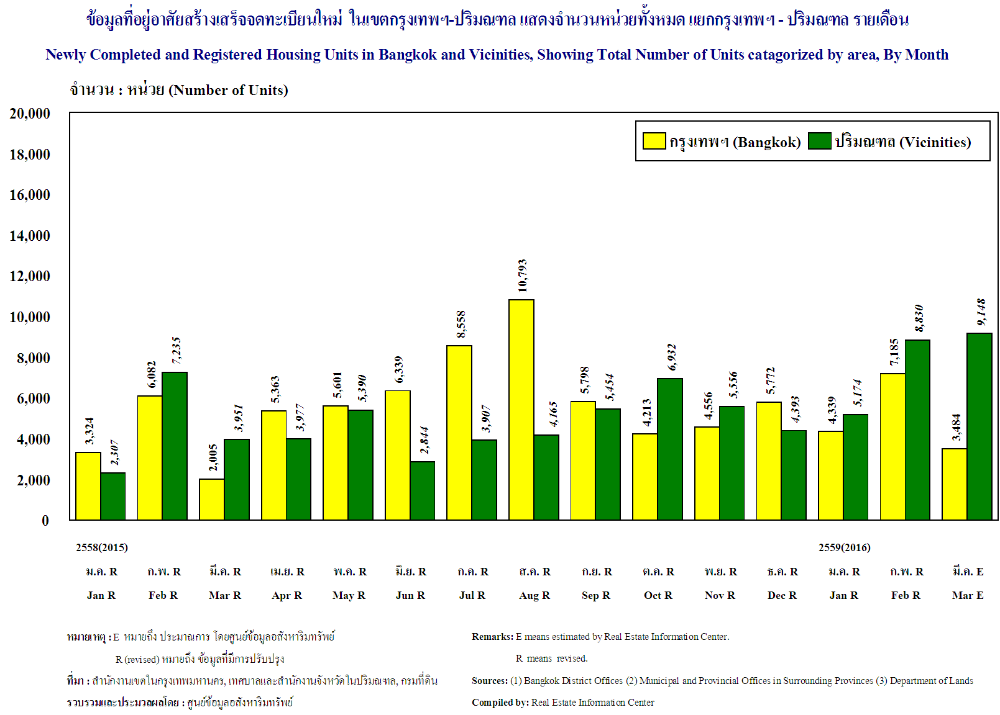 ข้อมูลที่อยู่อาศัยสร้างเสร็จจดทะเบียนใหม่ ในเขตกรุงเทพฯ-ปริมณฑล แสดงจำนวนหน่วยทั้งหมด แยกกรุงเทพฯ - ปริมณฑล รายเดือน
Newly Completed and Registered Housing Units in Bangkok and Vicinities, Showing Total Number of Units catagorized by area, By Month
จำนวน : หน่วย (Number of Units)
กรุงเทพฯ (Bangkok) ปริมณฑล (Vicinities)
20,000
18,000
16,000
14,000
12,000
10,000
8,000
6,000
4,000
2,000
0
3,324 2,307 6,082 7,235 2,005 3,951 5,363 3,977 5,601 5,390 6,339 2,844 8,558 3,907 10,793 4,165 5,798 5,454 4,213 6,932 4,556 5,556 5,772 4,393 4,339 5,174 7,185 8,830 3,484 9,148
2558(2015) 2559(2016)
ม.ค. R ก.พ. R มี.ค. R เม.ย. R พ.ค. R มิ.ย. R ก.ค. R ส.ค. R ก.ย. R ต.ค. R พ.ย. R ธ.ค. R ม.ค. R ก.พ. R มี.ค. E
Jan R Feb R Mar R Apr R May R Jun R Jul R Aug R Sep R Oct R Nov R Dec R Jan R Feb R Mar E
หมายเหตุ : E หมายถึง ประมาณการ โดยศูนย์ข้อมูลอสังหาริมทรัพย์
R (revised) หมายถึง ข้อมูลที่มีการปรับปรุง
ที่มา : สำนักงานเขตในกรุงเทพมหานคร, เทศบาลและสำนักงานจังหวัดในปริมณฑล, กรมที่ดิน
รวบรวมและประมวลผลโดย : ศูนย์ข้อมูลอสังหาริมทรัพย์
Remarks: E means estimated by Real Estate Information Center.
R means revised.
Sources: (1) Bangkok District Offices (2) Municipal and Provincial Offices in Surrounding Provinces (3) Department of Lands
Compiled by: Real Estate Information Center